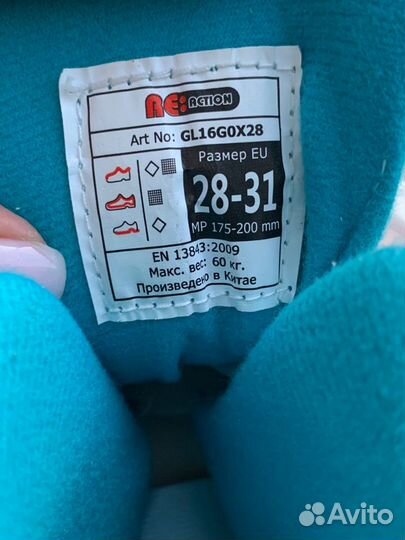 RE:ACTION
Art No: GL16G0X28
Размер EU
28-31
MP 175-200 mm
EN 13843:2009
Макс. вес: 60 кг.
Произведено в Китае
Avito